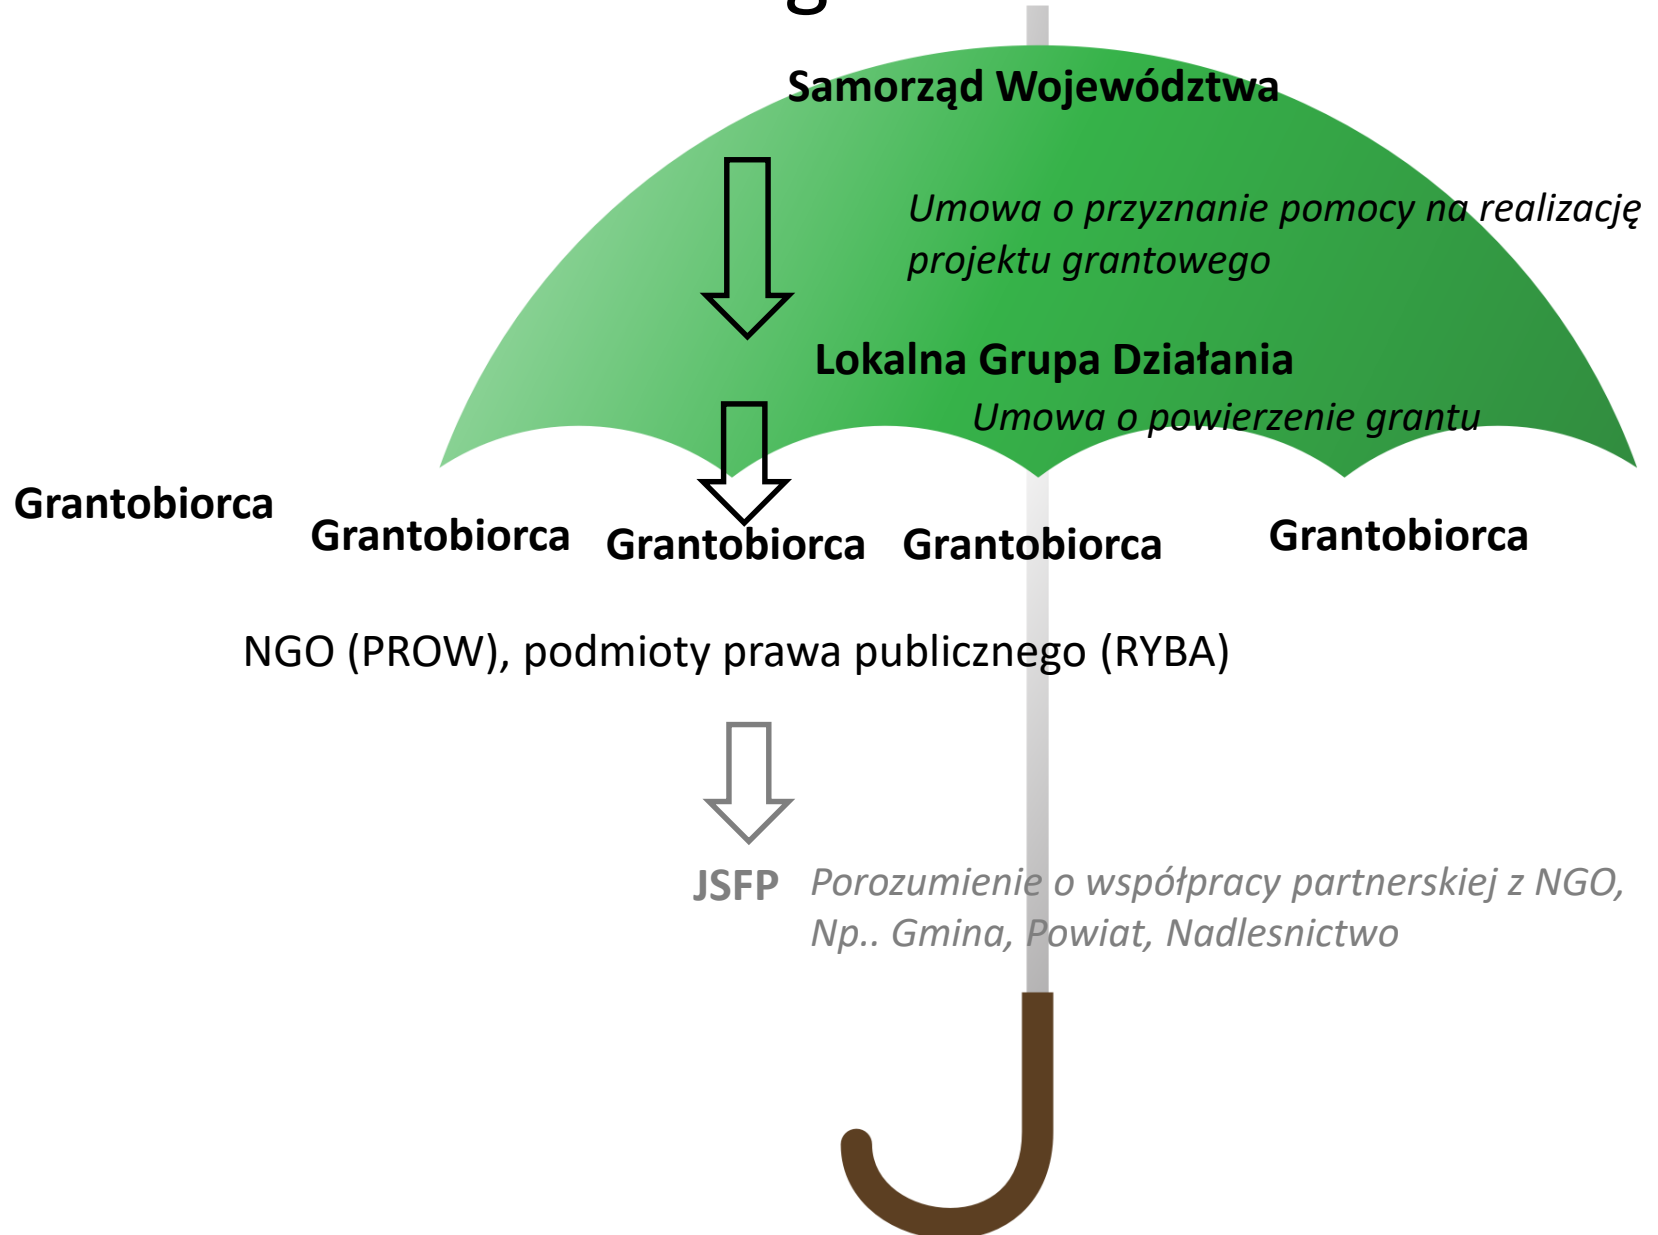 Samorząd Województwa
Umowa o przyznanie pomocy na realizację
projektu grantowego
Lokalna Grupa Działania
Umowa o powierzenie grantu
Grantobiorca
Grantobiorca
Grantobiorca
Grantobiorca
Grantobiorca
NGO (PROW), podmioty prawa publicznego (RYBA)
JSFP
Porozumienie o współpracy partnerskiej z NGO,
Np.. Gmina, Powiat, Nadlesnictwo